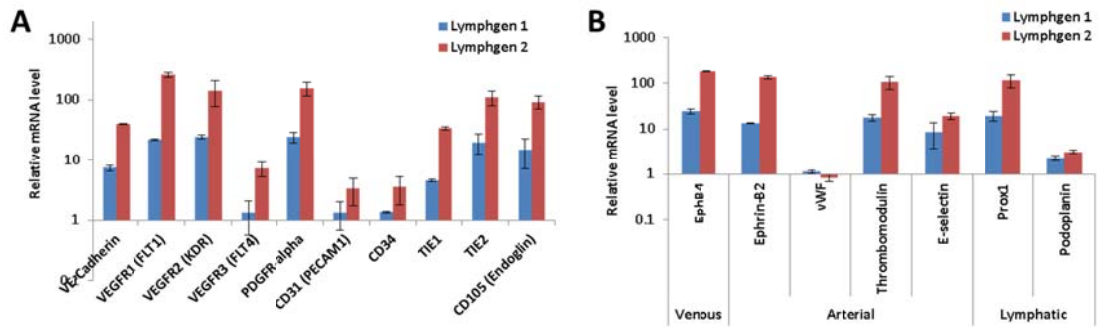 A
Lymphgen 1
Lymphgen 2
Relative mRNA level
1000
100
10
1
0
VE-Cadherin
VEGFR1 (FLT1)
VEGFR2 (KDR)
VEGFR3 (FLT4)
PDGFR-alpha
CD31 (PECAM1)
CD34
TIE1
TIE2
CD105 (Endoglin)
B
Lymphgen 1
Lymphgen 2
Relative mRNA level
1000
100
10
1
0.1
EphB4
Ephrin-B2
vWF
Thrombomodulin
E-selectin
Prox1
Podoplanin
Venous
Arterial
Lymphatic